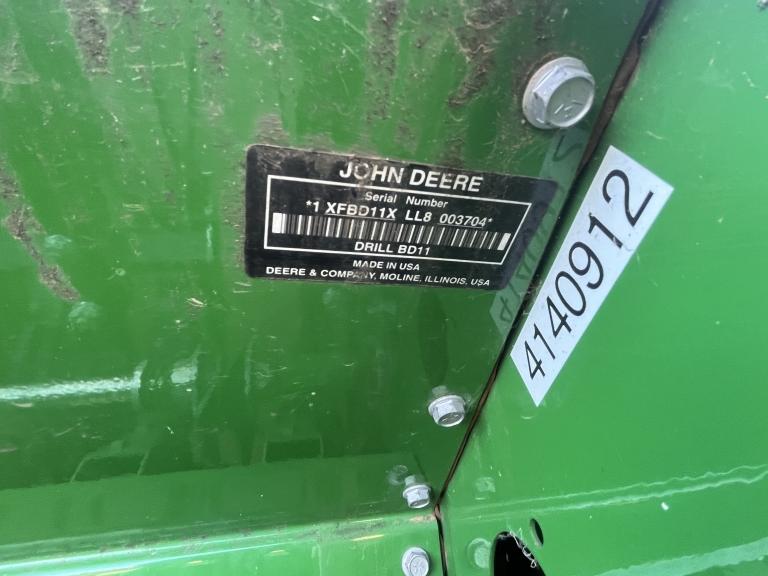 JOHN DEERE
Serial Number
*1 XFBD11X LL8 003704*
DRILL BD11
MADE IN USA
DEERE & COMPANY, MOLINE, ILLINOIS, USA
4140912